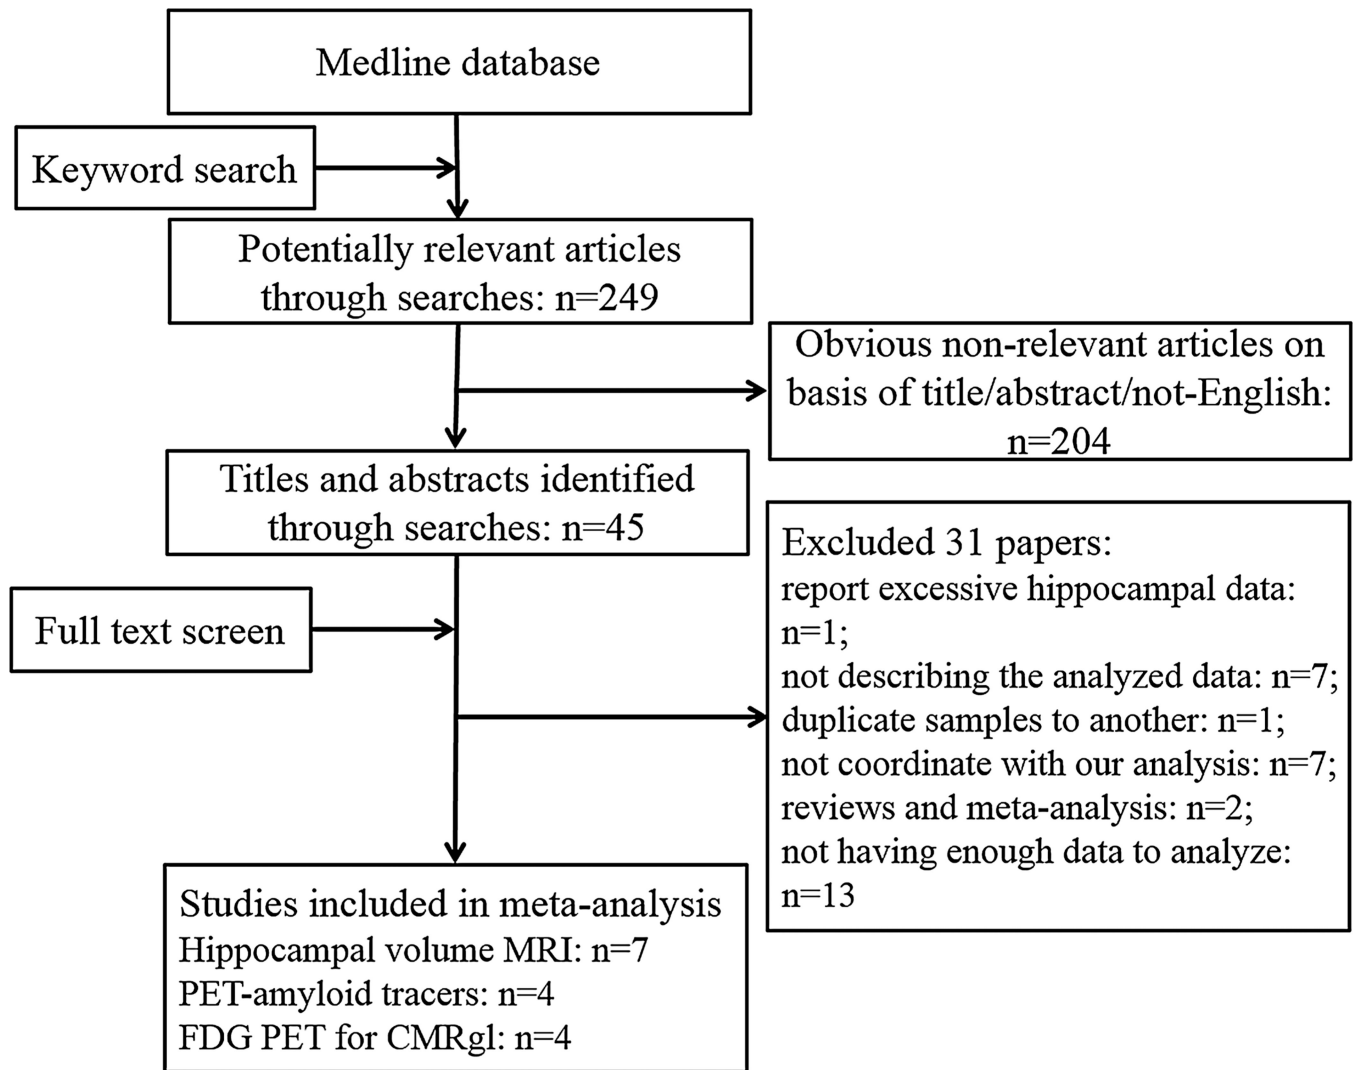 Medline database
Keyword search
Potentially relevant articles
through searches: n=249
Obvious non-relevant articles on
basis of title/abstract/not-English:
n=204
Titles and abstracts identified
through searches: n=45
Excluded 31 papers:
report excessive hippocampal data:
n=1;
not describing the analyzed data: n=7;
duplicate samples to another: n=1;
not coordinate with our analysis: n=7;
reviews and meta-analysis: n=2;
not having enough data to analyze:
n=13
Full text screen
Studies included in meta-analysis
Hippocampal volume MRI: n=7
PET-amyloid tracers: n=4
FDG PET for CMRgl: n=4